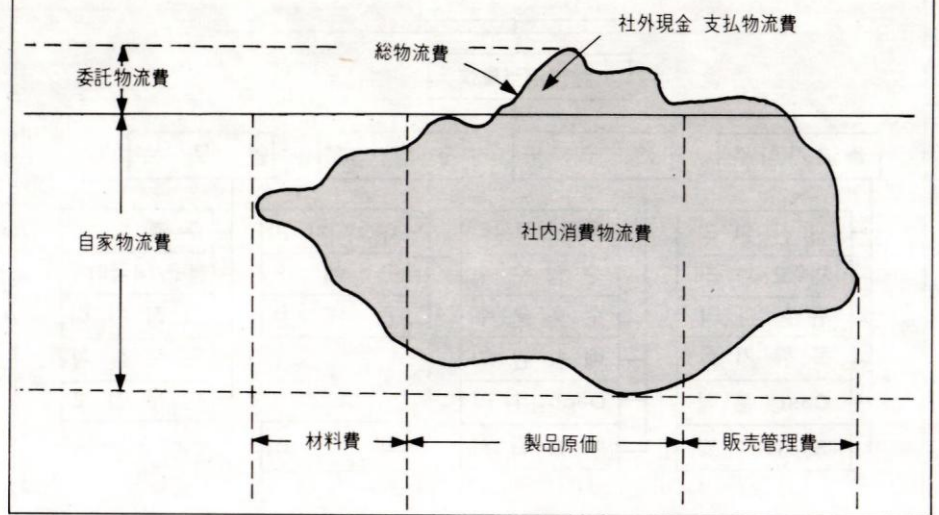 社外現金 支払物流費
総物流費
委託物流費
自家物流費
社内消費物流費
材料費
製品原価
販売管理費